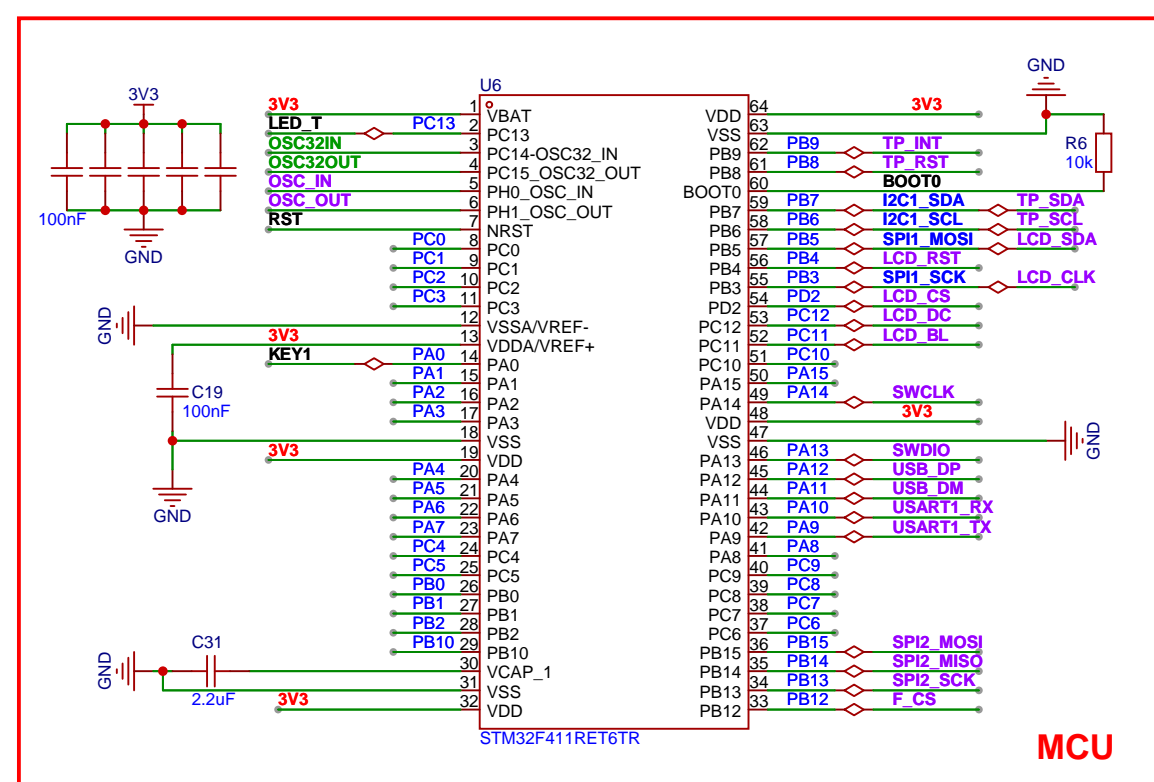 3V3
100nF
GND
U6
3V3 1 VBAT
LED_T PC13 2 PC13
OSC32IN 3 PC14-OSC32_IN
OSC32OUT 4 PC15_OSC32_OUT
OSC_IN 5 PH0_OSC_IN
OSC_OUT 6 PH1_OSC_OUT
RST 7 NRST
PC0 8 PC0
PC1 9 PC1
PC2 10 PC2
PC3 11 PC3
GND 12 VSSA/VREF-
3V3 13 VDDA/VREF+
KEY1 PA0 14 PA0
PA1 15 PA1
PA2 16 PA2
PA3 17 PA3
C19
100nF
18 VSS
3V3 19 VDD
GND
PA4 20 PA4
PA5 21 PA5
PA6 22 PA6
PA7 23 PA7
PC4 24 PC4
PC5 25 PC5
PB0 26 PB0
PB1 27 PB1
PB2 28 PB2
PB10 29 PB10
C31
2.2uF
GND
30 VCAP_1
31 VSS
3V3 32 VDD
GND
R6
10k
VDD 64 3V3
VSS 63
PB9 62 PB9 TP_INT
PB8 61 PB8 TP_RST
BOOT0 60 BOOT0
PB7 59 PB7 I2C1_SDA TP_SDA
PB6 58 PB6 I2C1_SCL TP_SCL
PB5 57 PB5 SPI1_MOSI LCD_SDA
PB4 56 PB4 LCD_RST
PB3 55 PB3 SPI1_SCK LCD_CLK
PD2 54 PD2 LCD_CS
PC12 53 PC12 LCD_DC
PC11 52 PC11 LCD_BL
PC10 51 PC10
PA15 50 PA15
PA14 49 PA14 SWCLK
VDD 48 3V3
VSS 47 GND
PA13 46 PA13 SWDIO
PA12 45 PA12 USB_DP
PA11 44 PA11 USB_DM
PA10 43 PA10 USART1_RX
PA9 42 PA9 USART1_TX
PA8 41 PA8
PC9 40 PC9
PC8 39 PC8
PC7 38 PC7
PC6 37 PC6
PB15 36 PB15 SPI2_MOSI
PB14 35 PB14 SPI2_MISO
PB13 34 PB13 SPI2_SCK
PB12 33 PB12 F_CS
STM32F411RET6TR
MCU